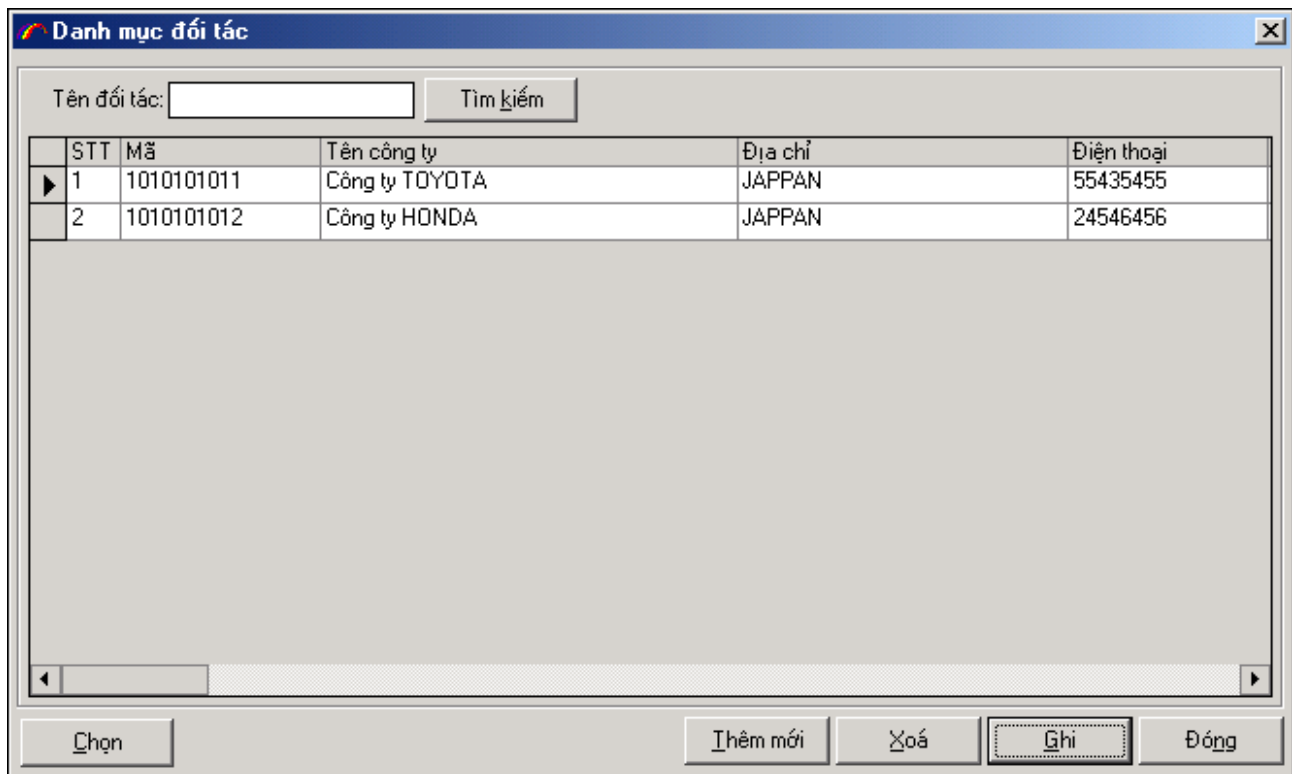 Danh mục đối tác
Tên đối tác: Tìm kiếm
STT Mã Tên công ty Địa chỉ Điện thoại
1 1010101011 Công ty TOYOTA JAPPAN 55435455
2 1010101012 Công ty HONDA JAPPAN 24546456
Chọn Thêm mới Xoá Ghi Đóng